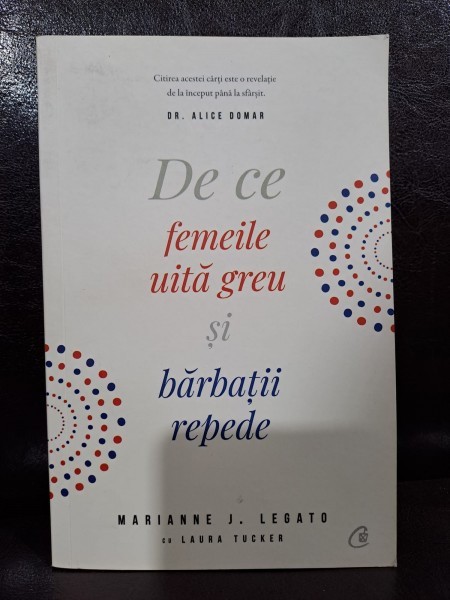 Citirea acestei cărți este o revelație
de la început până la sfârșit.
DR. ALICE DOMAR
De ce
femeile
uită greu
și
bărbații
repede
MARIANNE J. LEGATO
cu LAURA TUCKER